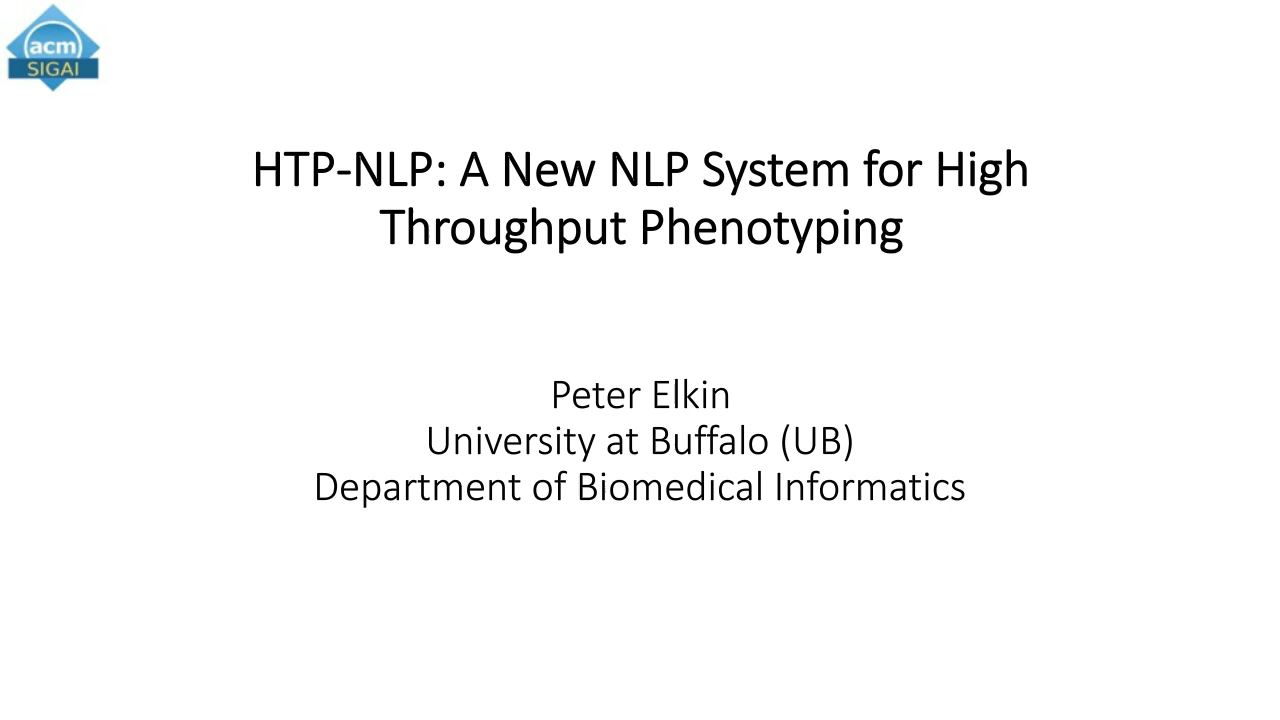 acm
SIGAI
HTP-NLP: A New NLP System for High
Throughput Phenotyping
Peter Elkin
University at Buffalo (UB)
Department of Biomedical Informatics